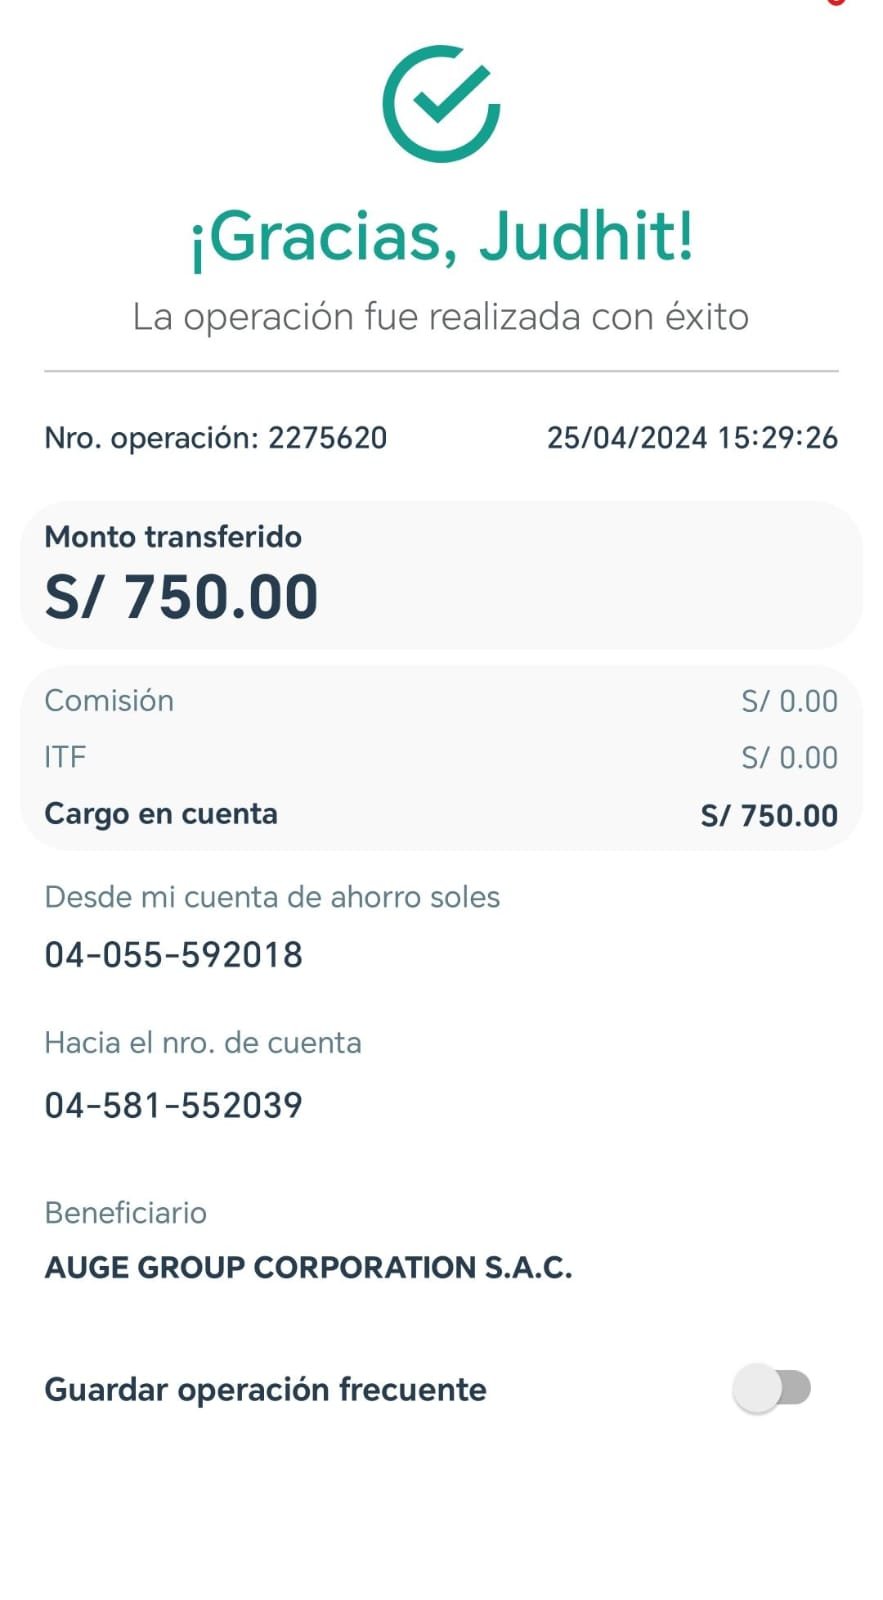 ¡Gracias, Judhit!
La operación fue realizada con éxito
Nro. operación: 2275620 25/04/2024 15:29:26
Monto transferido
S/ 750.00
Comisión S/ 0.00
ITF S/ 0.00
Cargo en cuenta S/ 750.00
Desde mi cuenta de ahorro soles
04-055-592018
Hacia el nro. de cuenta
04-581-552039
Beneficiario
AUGE GROUP CORPORATION S.A.C.
Guardar operación frecuente